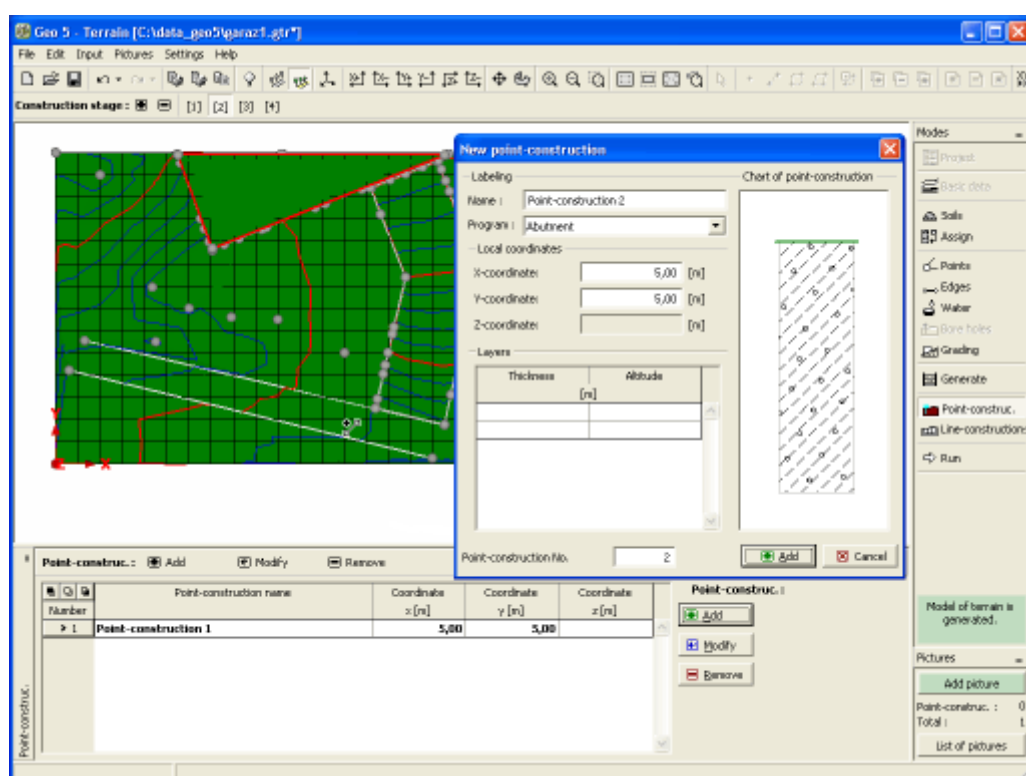 Geo 5 - Terrain [C:\data_geo5\garaz1.gtr*]
File Edit Input Pictures Settings Help
Construction stage : [1] [2] [3] [4]
New point-construction
Labeling
Name : Point-construction 2
Program : Abutment
Local coordinates
X-coordinate: 5,00 [m]
Y-coordinate: 5,00 [m]
Z-coordinate: [m]
Layers
Thickness Altitude
[m]
Chart of point-construction
Point-construction No. 2
Add Cancel
Y
X
Modes
Project
Basic data
Soils
Assign
Points
Edges
Water
Bore holes
Grading
Generate
Point-construc.
Line-constructions
Run
Model of terrain is
generated.
Pictures
Add picture
Point-construc. : 0
Total : 1
List of pictures
Point-construc. : Add Modify Remove
Number Point-construction name Coordinate x [m] Coordinate y [m] Coordinate z [m]
> 1 Point-construction 1 5,00 5,00
Point-construc. :
Add
Modify
Remove
Point-construc.